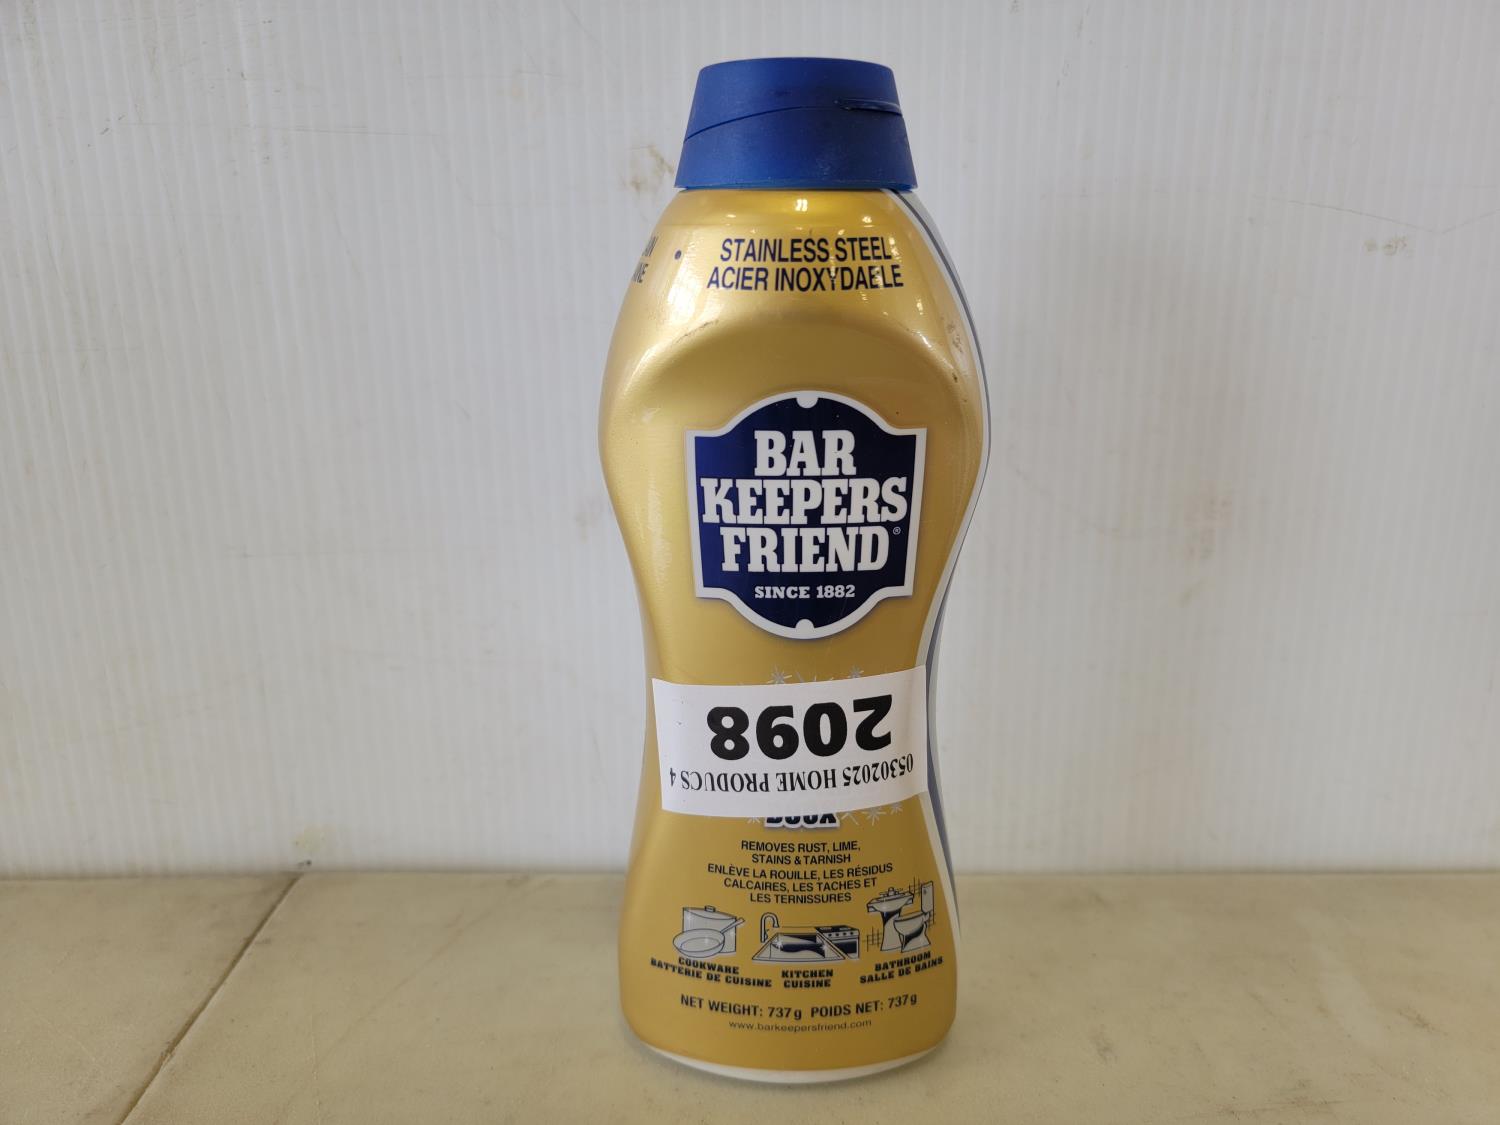 STAINLESS STEEL
ACIER INOXYDABLE
BAR
KEEPERS
FRIEND®
SINCE 1882
2098
05302025 HOME PRODUCS 4
REMOVES RUST, LIME,
STAINS & TARNISH
ENLÈVE LA ROUILLE, LES RÉSIDUS
CALCAIRES, LES TACHES ET
LES TERNISSURES
COOKWARE
BATTERIE DE CUISINE
KITCHEN
CUISINE
BATHROOM
SALLE DE BAINS
NET WEIGHT: 737g POIDS NET: 737g
www.barkeepersfriend.com